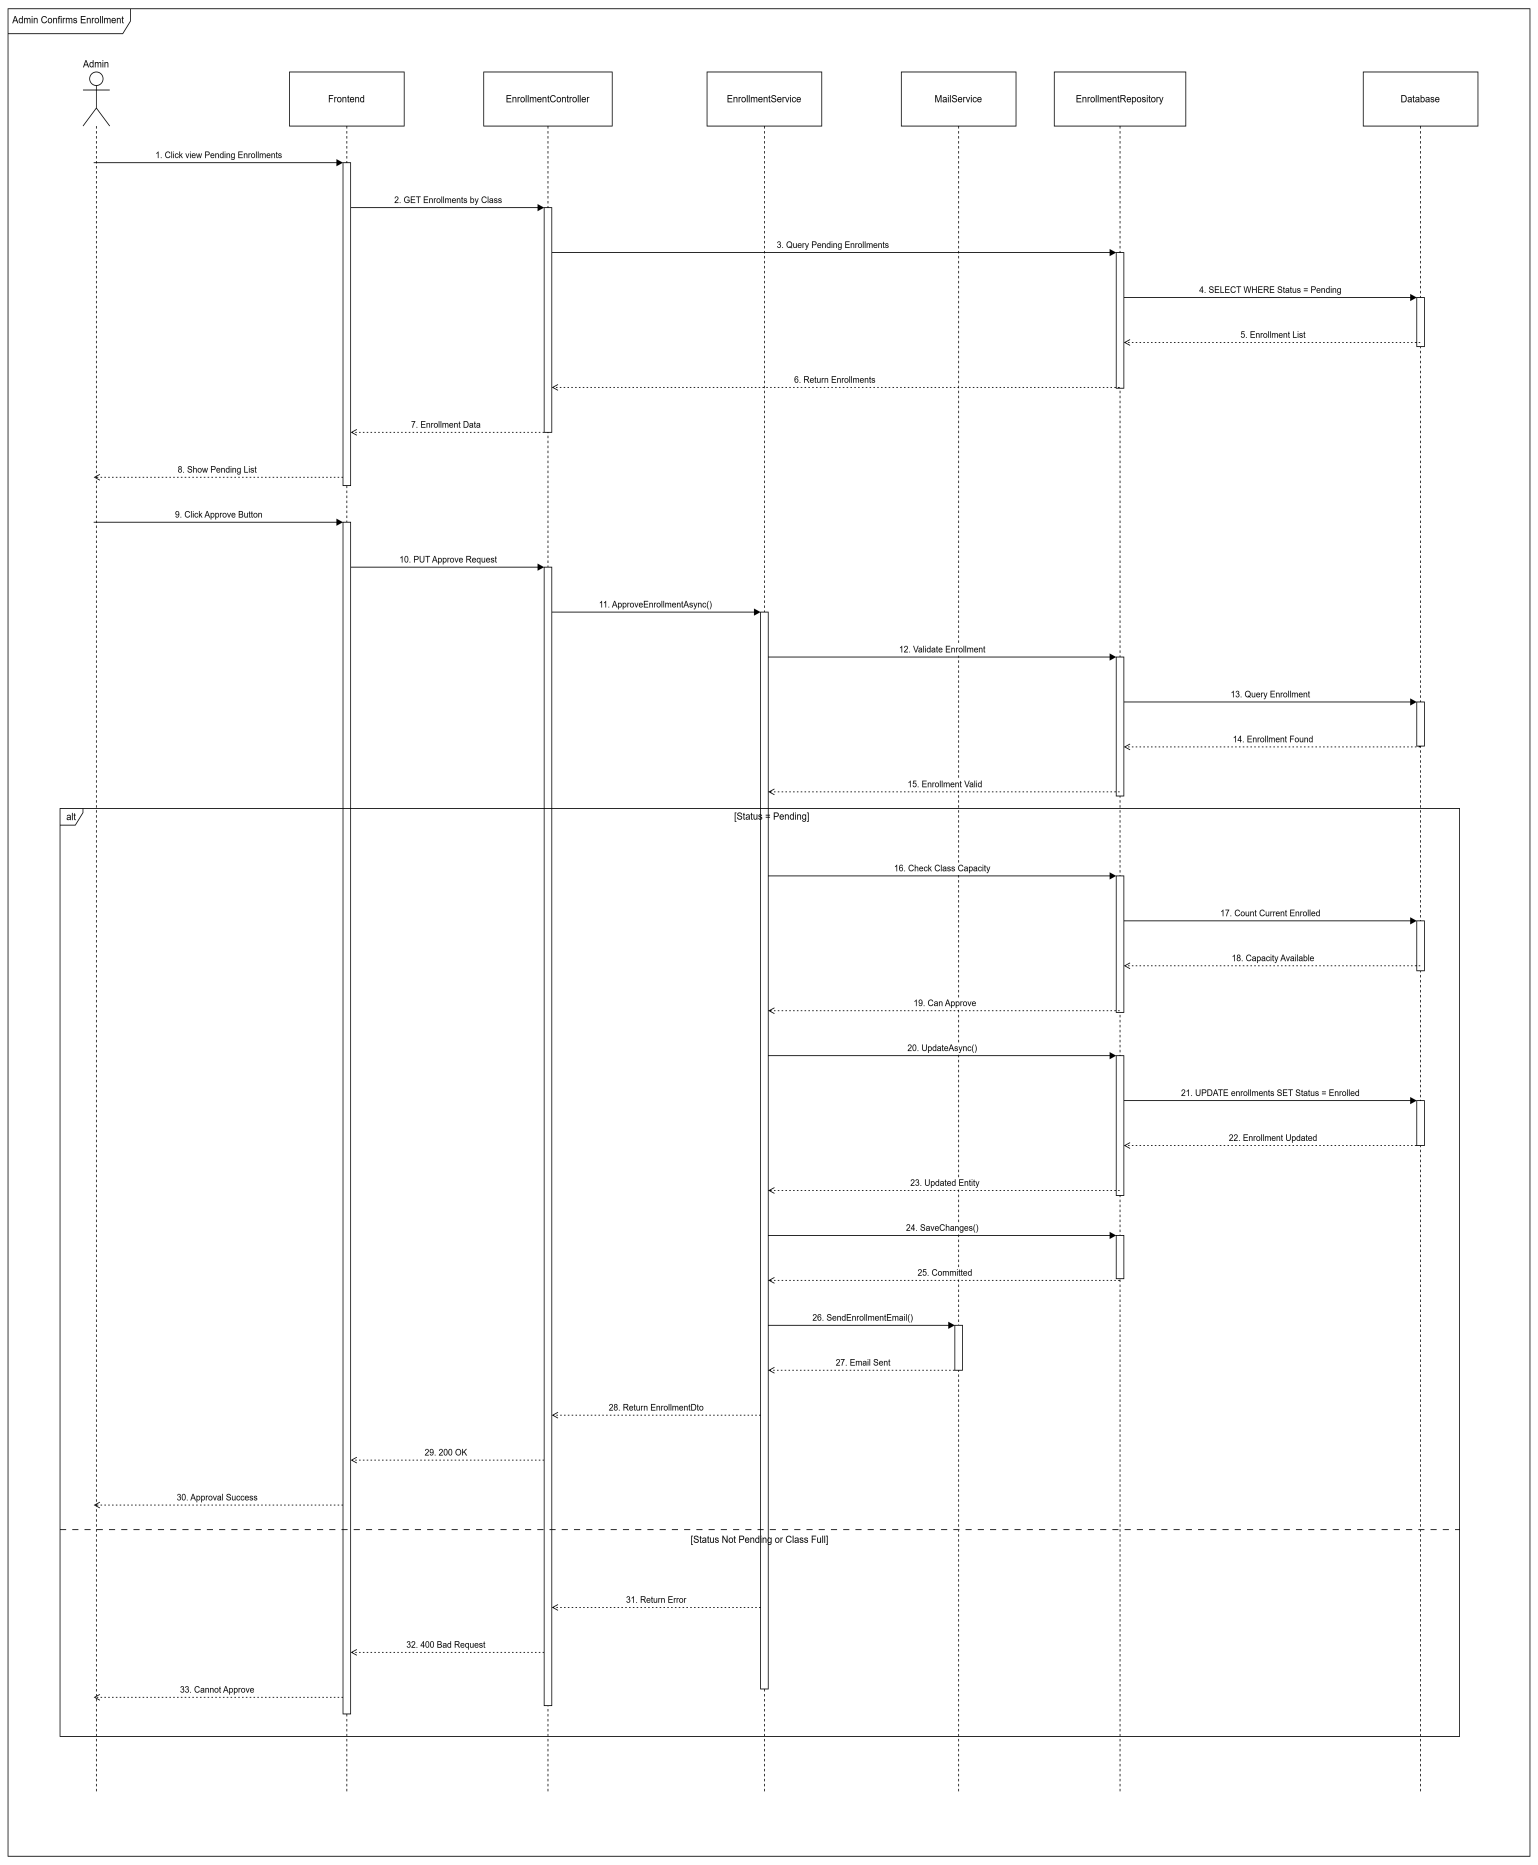 Admin Confirms Enrollment
Admin
Frontend
EnrollmentController
EnrollmentService
MailService
EnrollmentRepository
Database
1. Click view Pending Enrollments
2. GET Enrollments by Class
3. Query Pending Enrollments
4. SELECT WHERE Status = Pending
5. Enrollment List
6. Return Enrollments
7. Enrollment Data
8. Show Pending List
9. Click Approve Button
10. PUT Approve Request
11. ApproveEnrollmentAsync()
12. Validate Enrollment
13. Query Enrollment
14. Enrollment Found
15. Enrollment Valid
alt
[Status = Pending]
16. Check Class Capacity
17. Count Current Enrolled
18. Capacity Available
19. Can Approve
20. UpdateAsync()
21. UPDATE enrollments SET Status = Enrolled
22. Enrollment Updated
23. Updated Entity
24. SaveChanges()
25. Committed
26. SendEnrollmentEmail()
27. Email Sent
28. Return EnrollmentDto
29. 200 OK
30. Approval Success
[Status Not Pending or Class Full]
31. Return Error
32. 400 Bad Request
33. Cannot Approve